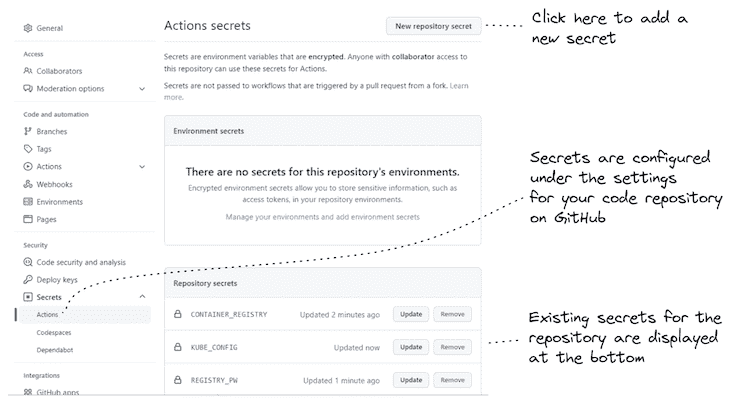 General
Access
Collaborators
Moderation options
Code and automation
Branches
Tags
Actions
Webhooks
Environments
Pages
Security
Code security and analysis
Deploy keys
Secrets
Actions
Codespaces
Dependabot
Integrations
GitHub apps
Actions secrets
New repository secret
Secrets are environment variables that are encrypted. Anyone with collaborator access to
this repository can use these secrets for Actions.
Secrets are not passed to workflows that are triggered by a pull request from a fork. Learn
more.
Environment secrets
There are no secrets for this repository's environments.
Encrypted environment secrets allow you to store sensitive information, such as
access tokens, in your repository environments.
Manage your environments and add environment secrets
Repository secrets
CONTAINER_REGISTRY Updated 2 minutes ago Update Remove
KUBE_CONFIG Updated now Update Remove
REGISTRY_PW Updated 1 minute ago Update Remove
Click here to add a
new secret
Secrets are configured
under the settings
for your code repository
on GitHub
Existing secrets for the
repository are displayed
at the bottom